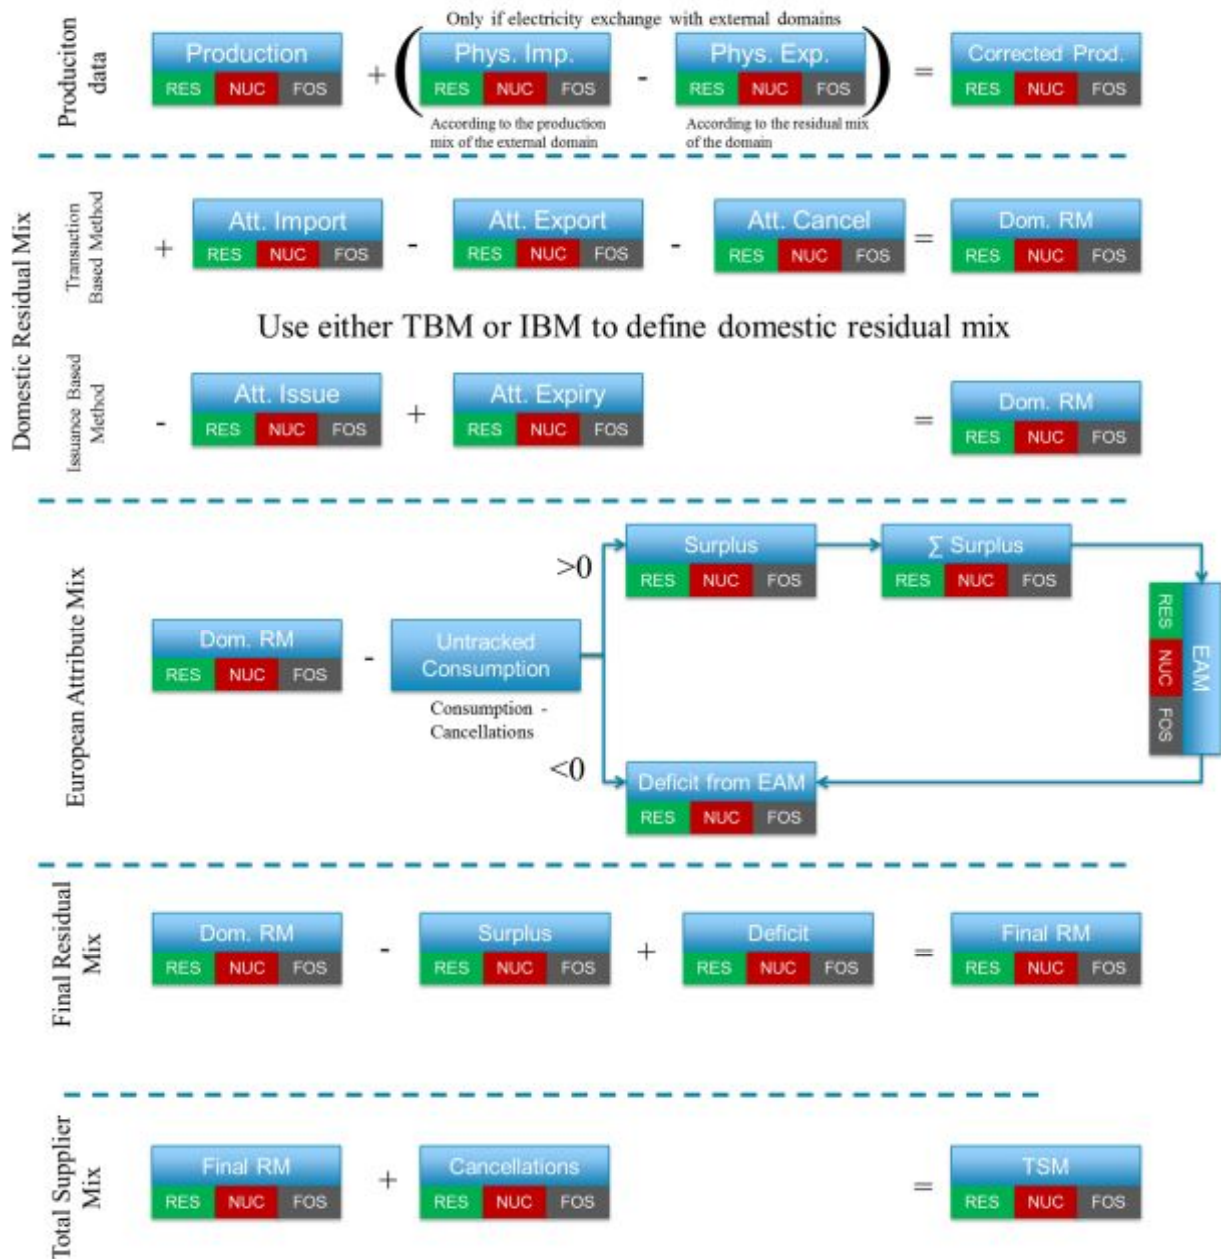 Only if electricity exchange with external domains
Produciton
data
Production
RES NUC FOS
+
(
Phys. Imp.
RES NUC FOS
According to the production
mix of the external domain
-
Phys. Exp.
RES NUC FOS
According to the residual mix
of the domain
)
=
Corrected Prod.
RES NUC FOS
Domestic Residual Mix
Transaction
Based Method
+
Att. Import
RES NUC FOS
-
Att. Export
RES NUC FOS
-
Att. Cancel
RES NUC FOS
=
Dom. RM
RES NUC FOS
Use either TBM or IBM to define domestic residual mix
Issuance Based
Method
-
Att. Issue
RES NUC FOS
+
Att. Expiry
RES NUC FOS
=
Dom. RM
RES NUC FOS
European Attribute Mix
Dom. RM
RES NUC FOS
-
Untracked
Consumption
Consumption -
Cancellations
>0
Surplus
RES NUC FOS
∑ Surplus
RES NUC FOS
EAM
RES NUC FOS
<0
Deficit from EAM
RES NUC FOS
Final Residual
Mix
Dom. RM
RES NUC FOS
-
Surplus
RES NUC FOS
+
Deficit
RES NUC FOS
=
Final RM
RES NUC FOS
Total Supplier
Mix
Final RM
RES NUC FOS
+
Cancellations
RES NUC FOS
=
TSM
RES NUC FOS